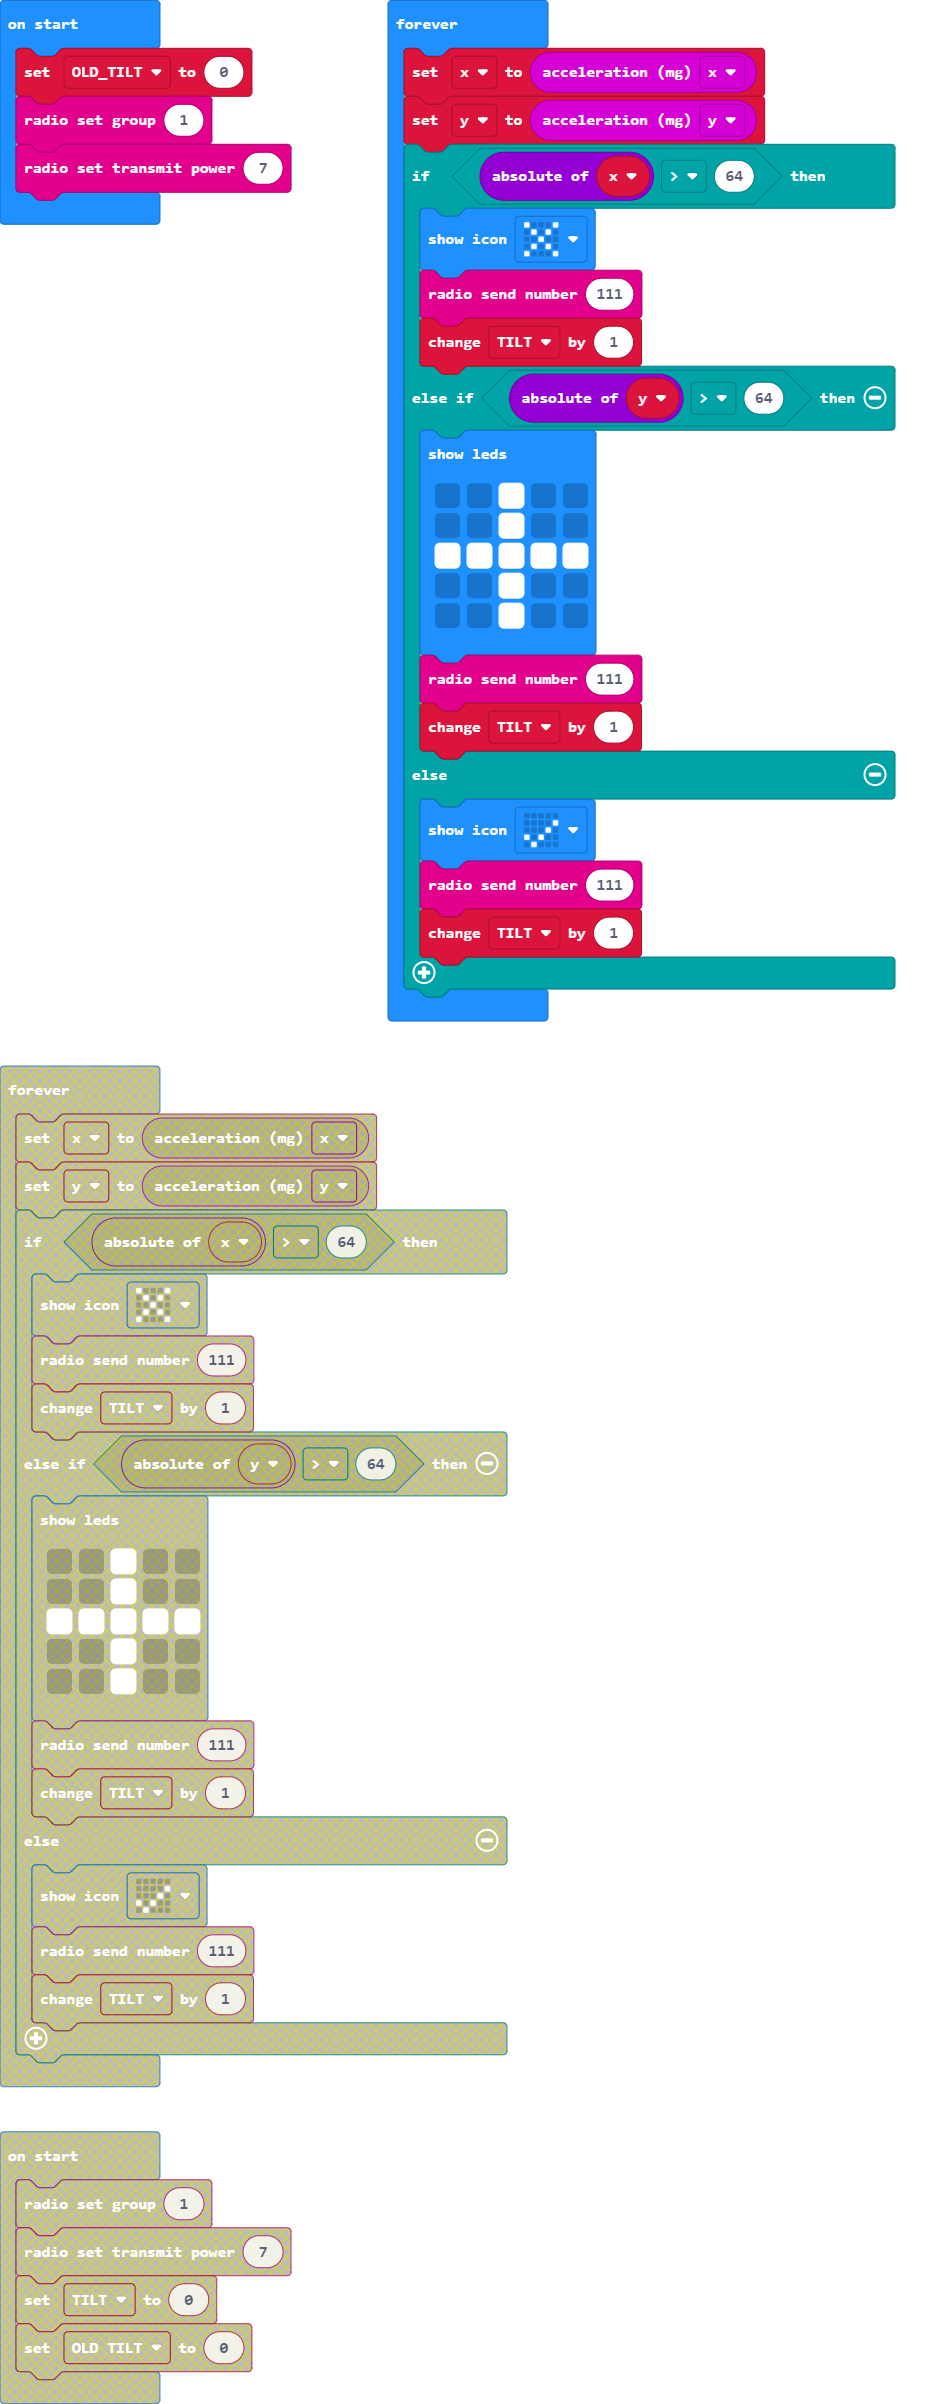 on start
set OLD_TILT to 0
radio set group 1
radio set transmit power 7
forever
set x to acceleration (mg) x
set y to acceleration (mg) y
if absolute of x > 64 then
show icon
radio send number 111
change TILT by 1
else if absolute of y > 64 then
show leds
radio send number 111
change TILT by 1
else
show icon
radio send number 111
change TILT by 1
forever
set x to acceleration (mg) x
set y to acceleration (mg) y
if absolute of x > 64 then
show icon
radio send number 111
change TILT by 1
else if absolute of y > 64 then
show leds
radio send number 111
change TILT by 1
else
show icon
radio send number 111
change TILT by 1
on start
radio set group 1
radio set transmit power 7
set TILT to 0
set OLD TILT to 0